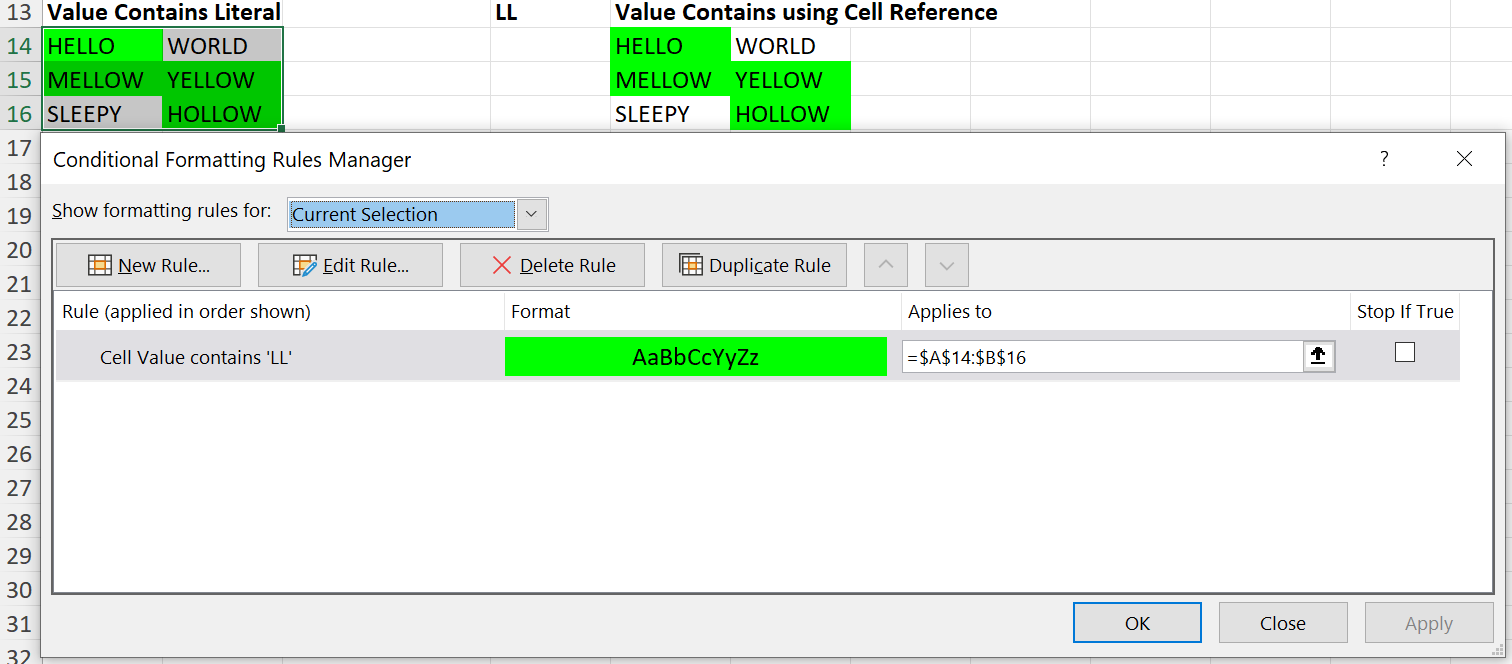 13 Value Contains Literal LL Value Contains using Cell Reference
14 HELLO WORLD HELLO WORLD
15 MELLOW YELLOW MELLOW YELLOW
16 SLEEPY HOLLOW SLEEPY HOLLOW
17
Conditional Formatting Rules Manager ?
18
19
Show formatting rules for: Current Selection
20
New Rule... Edit Rule... Delete Rule Duplicate Rule
21
22
Rule (applied in order shown) Format Applies to Stop If True
23
Cell Value contains 'LL' AaBbCcYyZz =$A$14:$B$16
24
25
26
27
28
29
30
31
OK Close Apply
32